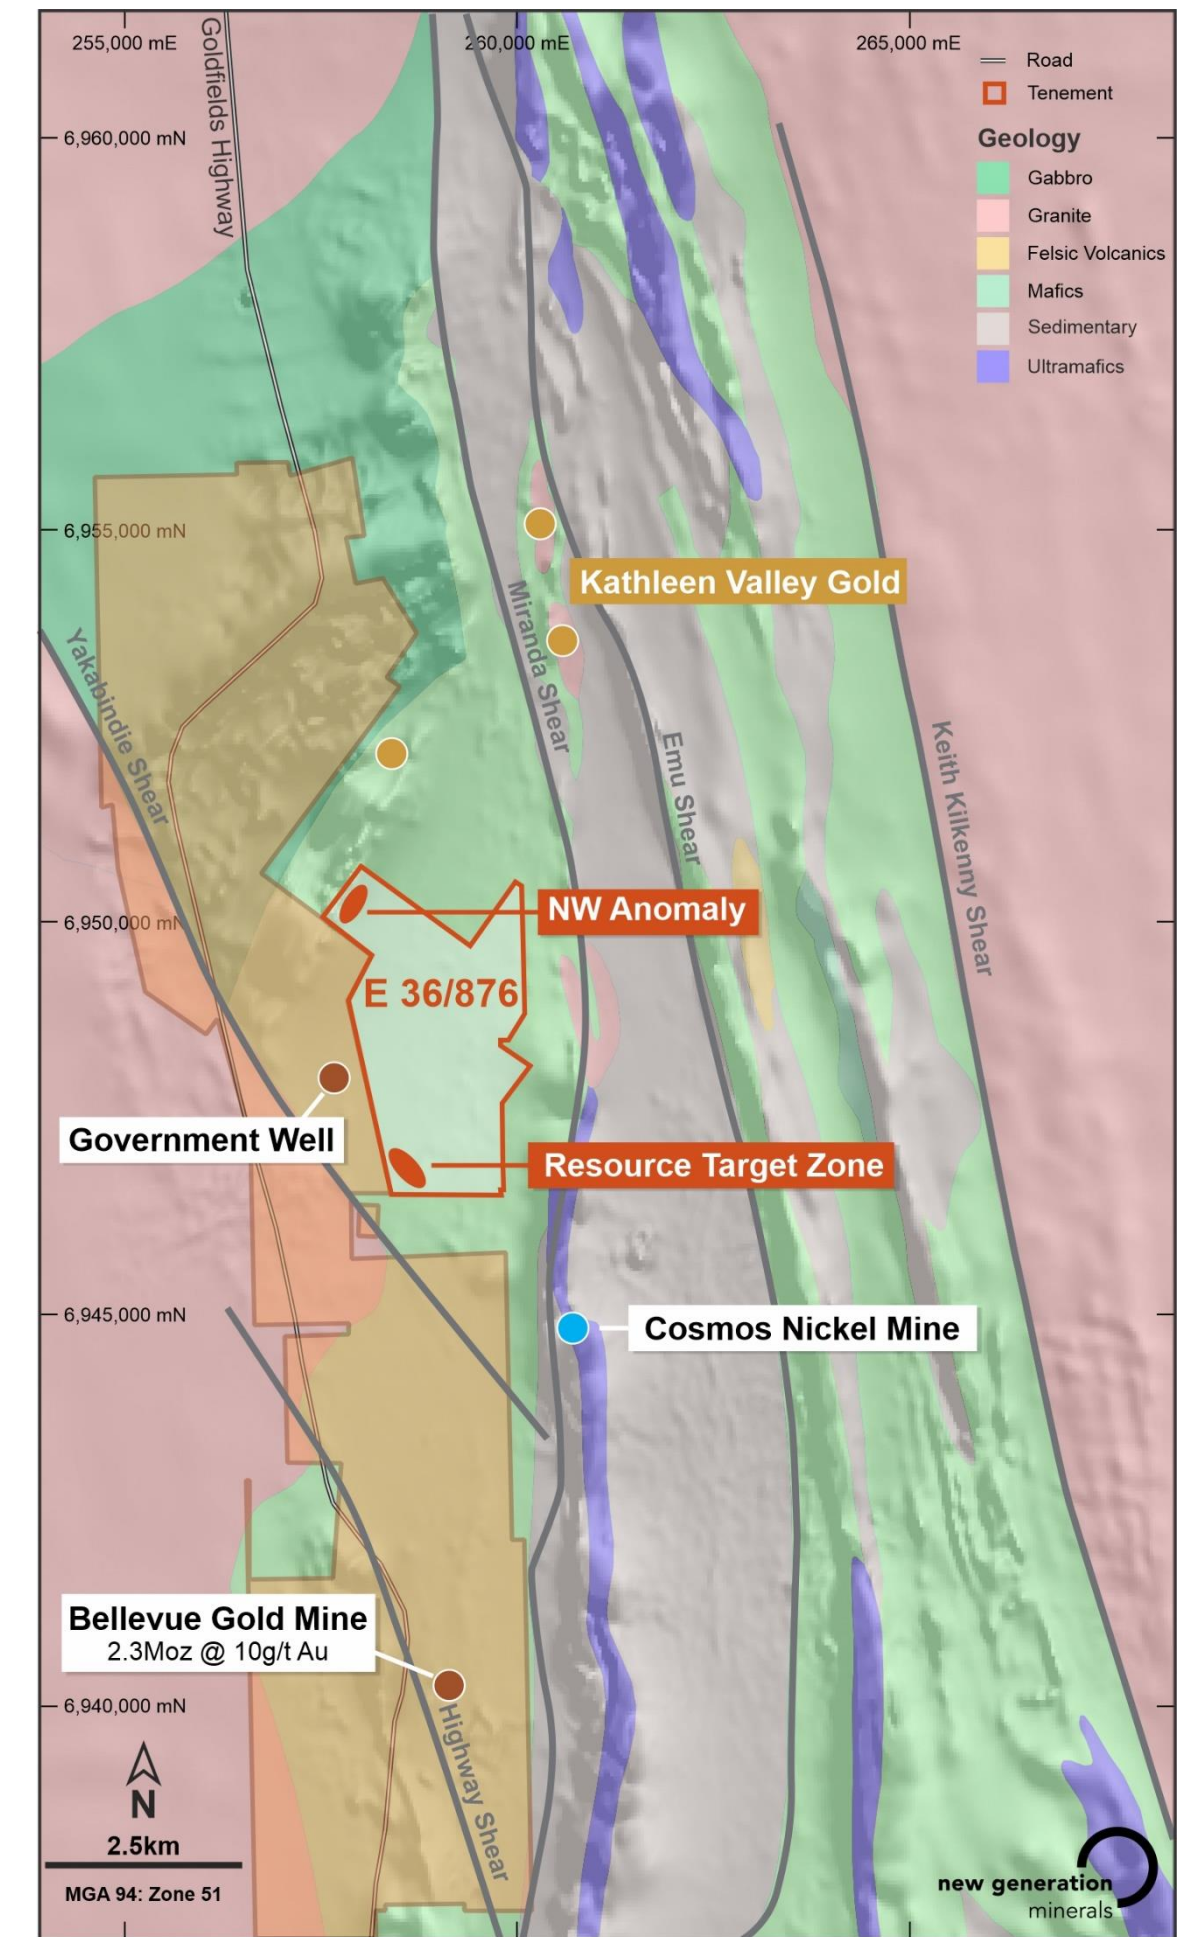 255,000 mE
260,000 mE
265,000 mE
Goldfields Highway
Road
Tenement
6,960,000 mN
Geology
Gabbro
Granite
Felsic Volcanics
Mafics
Sedimentary
Ultramafics
6,955,000 mN
Kathleen Valley Gold
Miranda Shear
Yakabindie Shear
Emu Shear
Keith Kilkenny Shear
NW Anomaly
6,950,000 mN
E 36/876
Government Well
Resource Target Zone
6,945,000 mN
Cosmos Nickel Mine
Bellevue Gold Mine
2.3Moz @ 10g/t Au
6,940,000 mN
Highway Shear
N
2.5km
MGA 94: Zone 51
new generation
minerals